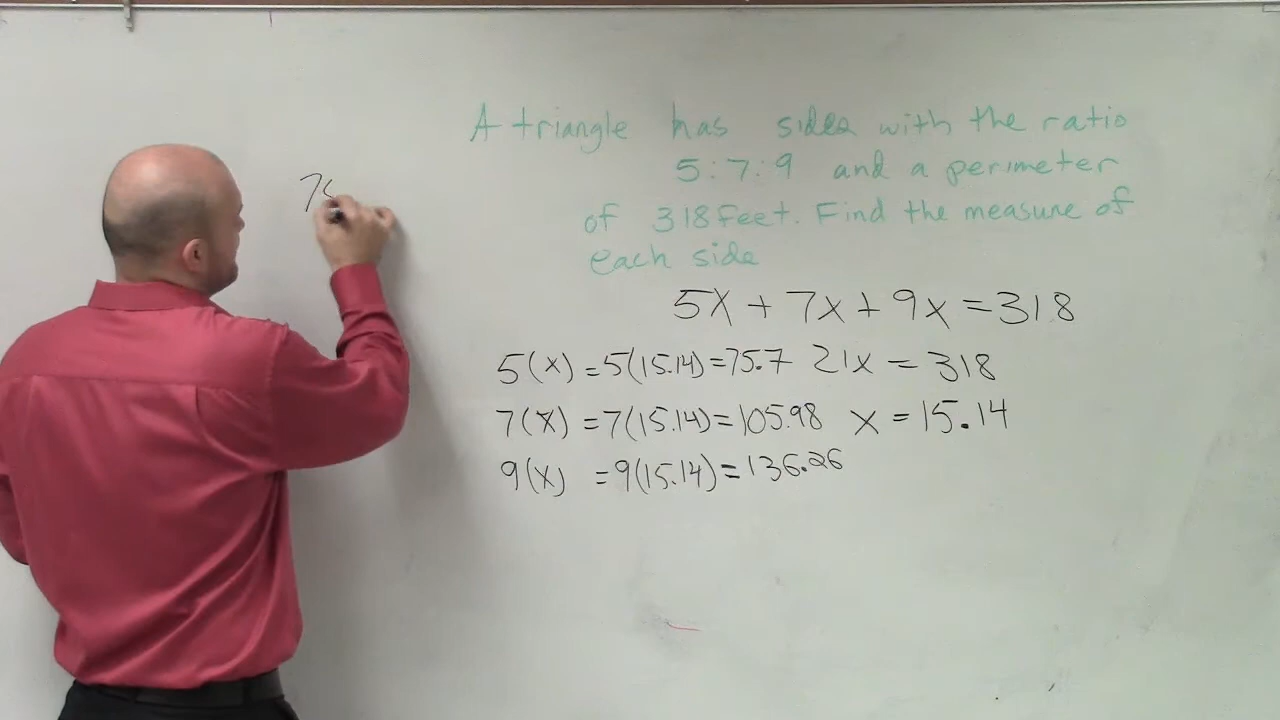 A triangle has sides with the ratio
5:7:9 and a perimeter
of 318 Feet. Find the measure of
each side
5x + 7x + 9x = 318
5(x) = 5(15.14) = 75.7 21x = 318
7(x) = 7(15.14) = 105.98 x = 15.14
9(x) = 9(15.14) = 136.26